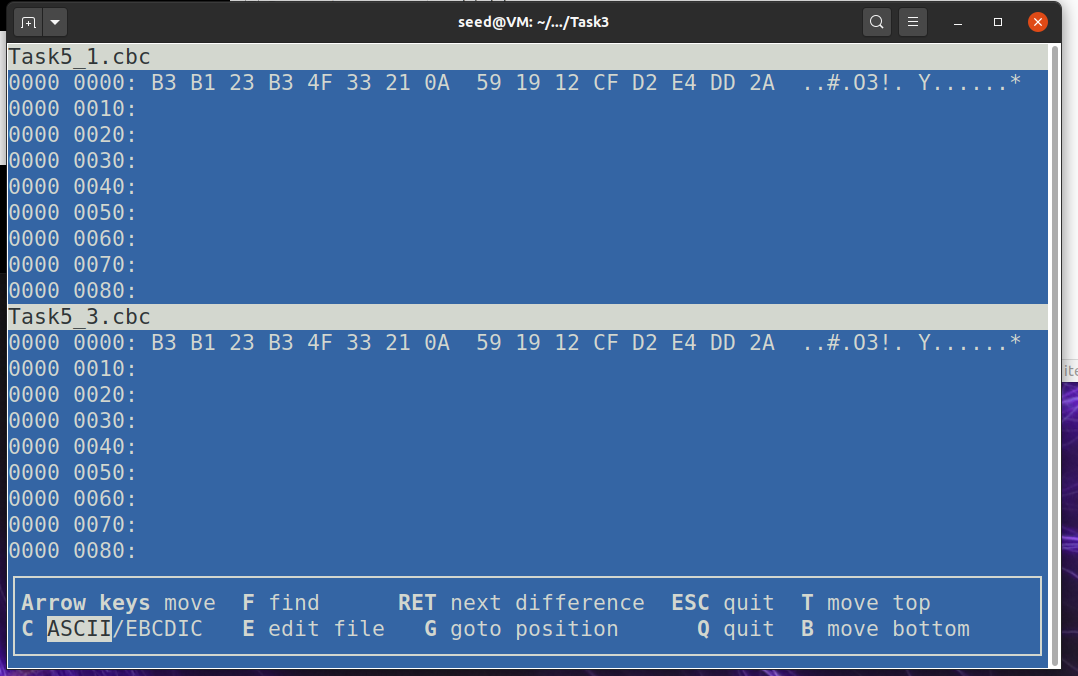 seed@VM: ~/.../Task3
Task5_1.cbc
0000 0000: B3 B1 23 B3 4F 33 21 0A  59 19 12 CF D2 E4 DD 2A  ..#.O3!. Y......*
0000 0010:
0000 0020:
0000 0030:
0000 0040:
0000 0050:
0000 0060:
0000 0070:
0000 0080:
Task5_3.cbc
0000 0000: B3 B1 23 B3 4F 33 21 0A  59 19 12 CF D2 E4 DD 2A  ..#.O3!. Y......*
0000 0010:
0000 0020:
0000 0030:
0000 0040:
0000 0050:
0000 0060:
0000 0070:
0000 0080:
Arrow keys move  F find      RET next difference  ESC quit  T move top
C ASCII/EBCDIC   E edit file   G goto position      Q quit  B move bottom